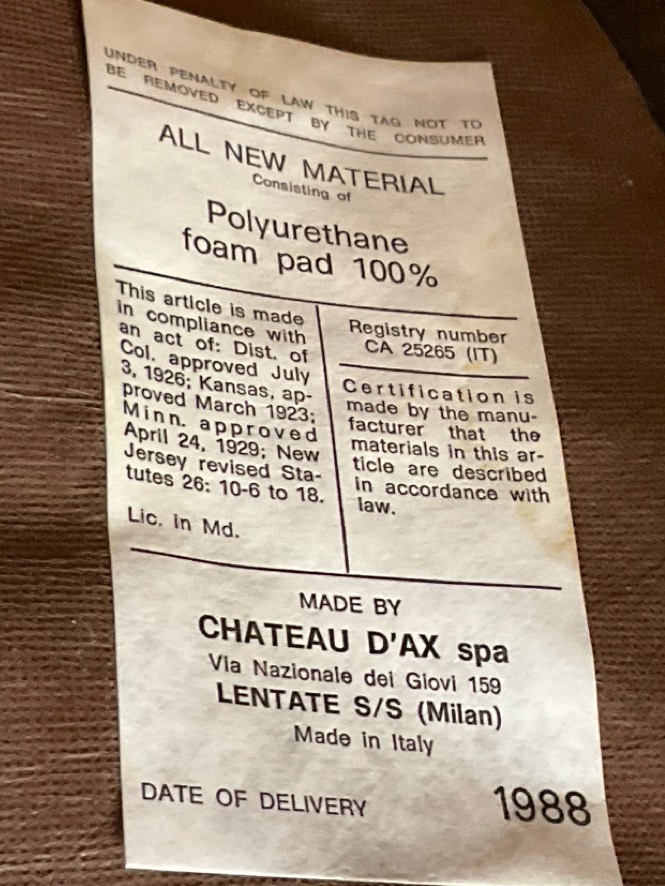 UNDER PENALTY OF LAW THIS TAG NOT TO
BE REMOVED EXCEPT BY THE CONSUMER
ALL NEW MATERIAL
Consisting of
Polyurethane
foam pad 100%
This article is made
in compliance with
an act of: Dist. of
Col. approved July
3, 1926; Kansas, ap-
proved March 1923;
Minn. approved
April 24, 1929; New
Jersey revised Sta-
tutes 26: 10-6 to 18.
Lic. in Md.
Registry number
CA 25265 (IT)
Certification is
made by the manu-
facturer that the
materials in this ar-
ticle are described
in accordance with
law.
MADE BY
CHATEAU D'AX spa
Via Nazionale dei Giovi 159
LENTATE S/S (Milan)
Made in Italy
DATE OF DELIVERY 1988